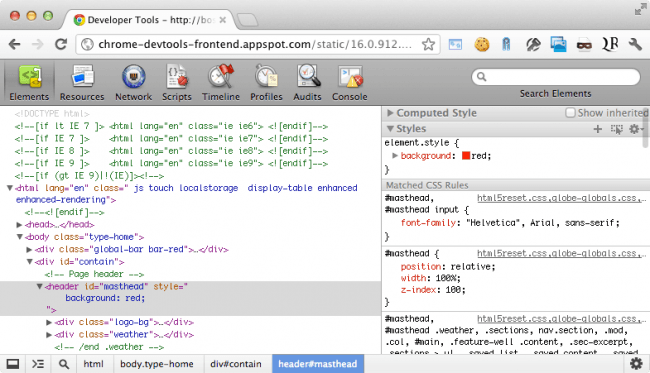 Developer Tools - http://bos
chrome-devtools-frontend.appspot.com/static/16.0.912....
Elements
Resources
Network
Scripts
Timeline
Profiles
Audits
Console
Search Elements
<!DOCTYPE html>
<!--[if lt IE 7 ]> <html lang="en" class="ie ie6"> <![endif]-->
<!--[if IE 7 ]> <html lang="en" class="ie ie7"> <![endif]-->
<!--[if IE 8 ]> <html lang="en" class="ie ie8"> <![endif]-->
<!--[if IE 9 ]> <html lang="en" class="ie ie9"> <![endif]-->
<!--[if (gt IE 9)|!(IE)]><!-->
<html lang="en" class=" js touch localstorage display-table enhanced
enhanced-rendering">
<!--<![endif]-->
<head>…</head>
<body class="type-home">
<div class="global-bar bar-red">…</div>
<div id="contain">
<!-- Page header -->
<header id="masthead" style="
background: red;
">
<div class="logo-bg">…</div>
<div class="weather">…</div>
<!-- /end .weather -->
Computed Style
Show inherited
Styles
element.style {
background: red;
}
Matched CSS Rules
#masthead, html5reset.css,globe-globals.css,…
#masthead input {
font-family: "Helvetica", Arial, sans-serif;
}
#masthead { html5reset.css,globe-globals.css,…
position: relative;
width: 100%;
z-index: 100;
}
#masthead, html5reset.css,globe-globals.css,…
#masthead .weather, .sections, nav.section, .mod,
.col, #main, .feature-well .content, .sec-excerpt,
html
body.type-home
div#contain
header#masthead